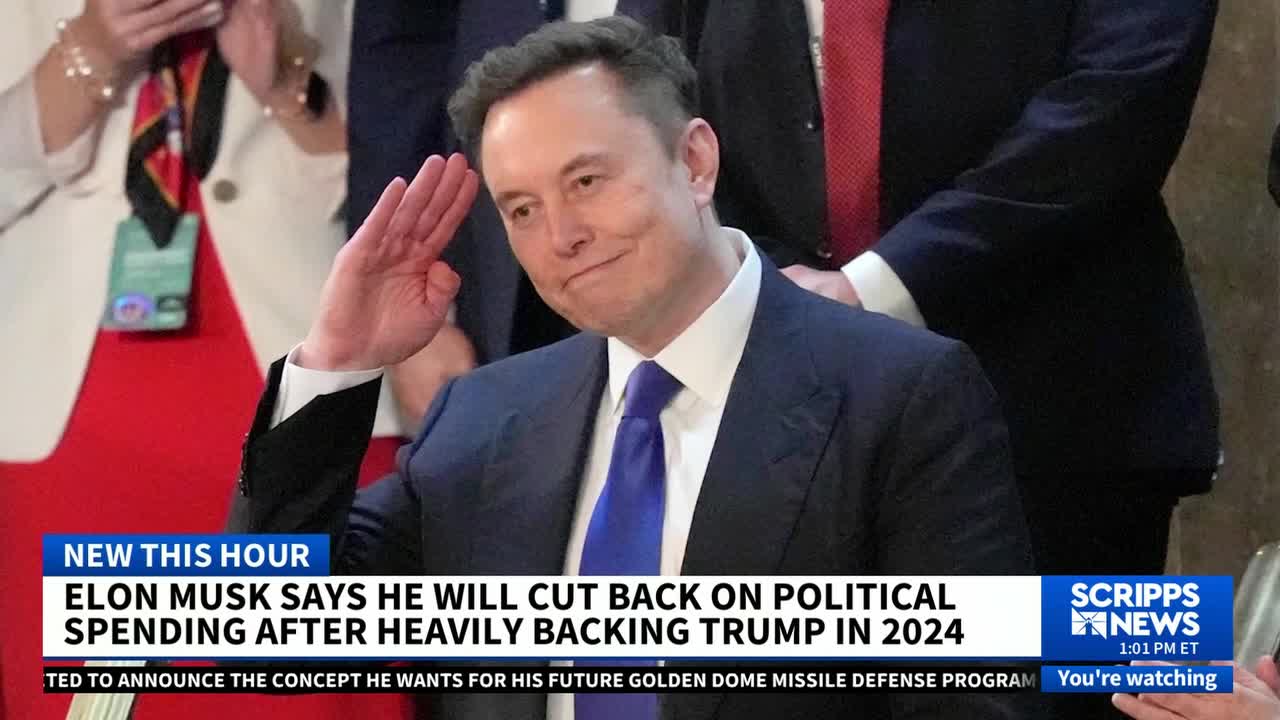 NEW THIS HOUR
ELON MUSK SAYS HE WILL CUT BACK ON POLITICAL
SPENDING AFTER HEAVILY BACKING TRUMP IN 2024
SCRIPPS
NEWS
1:01 PM ET
TED TO ANNOUNCE THE CONCEPT HE WANTS FOR HIS FUTURE GOLDEN DOME MISSILE DEFENSE PROGRAM
You're watching